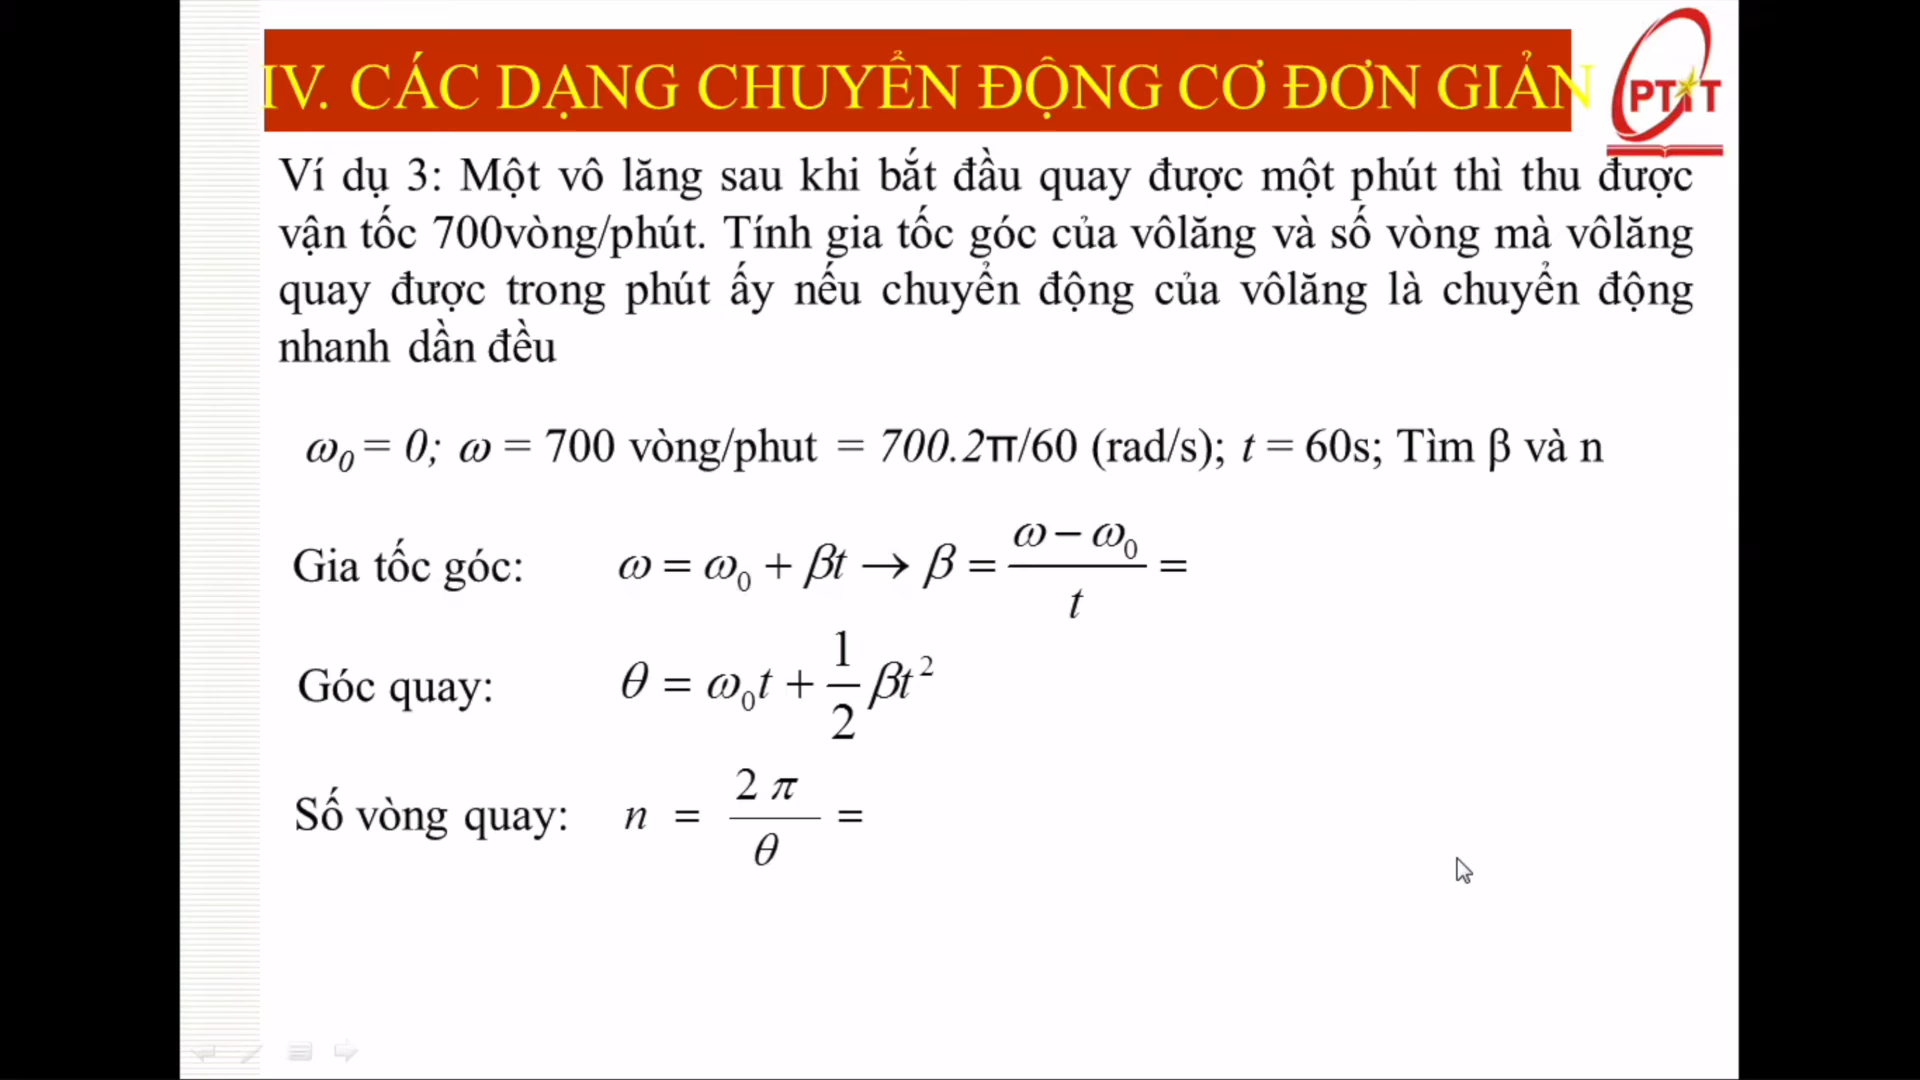 IV. CÁC DẠNG CHUYỂN ĐỘNG CƠ ĐƠN GIẢN
PTIT
Ví dụ 3: Một vô lăng sau khi bắt đầu quay được một phút thì thu được
vận tốc 700vòng/phút. Tính gia tốc góc của vôlăng và số vòng mà vôlăng
quay được trong phút ấy nếu chuyển động của vôlăng là chuyển động
nhanh dần đều
ω₀ = 0; ω = 700 vòng/phut = 700.2π/60 (rad/s); t = 60s; Tìm β và n
Gia tốc góc: ω = ω₀ + βt → β = (ω − ω₀)/t =
Góc quay: θ = ω₀t + 1/2 βt²
Số vòng quay: n = 2π/θ =